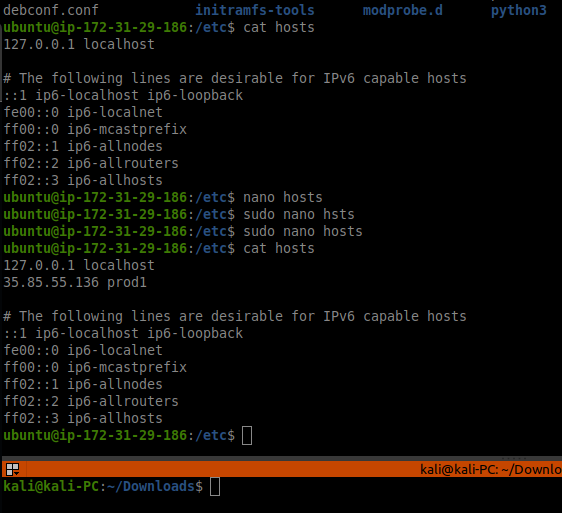 debconf.conf initramfs-tools modprobe.d python3
ubuntu@ip-172-31-29-186:/etc$ cat hosts
127.0.0.1 localhost
# The following lines are desirable for IPv6 capable hosts
::1 ip6-localhost ip6-loopback
fe00::0 ip6-localnet
ff00::0 ip6-mcastprefix
ff02::1 ip6-allnodes
ff02::2 ip6-allrouters
ff02::3 ip6-allhosts
ubuntu@ip-172-31-29-186:/etc$ nano hosts
ubuntu@ip-172-31-29-186:/etc$ sudo nano hsts
ubuntu@ip-172-31-29-186:/etc$ sudo nano hosts
ubuntu@ip-172-31-29-186:/etc$ cat hosts
127.0.0.1 localhost
35.85.55.136 prod1
# The following lines are desirable for IPv6 capable hosts
::1 ip6-localhost ip6-loopback
fe00::0 ip6-localnet
ff00::0 ip6-mcastprefix
ff02::1 ip6-allnodes
ff02::2 ip6-allrouters
ff02::3 ip6-allhosts
ubuntu@ip-172-31-29-186:/etc$
kali@kali-PC: ~/Downlo
kali@kali-PC:~/Downloads$